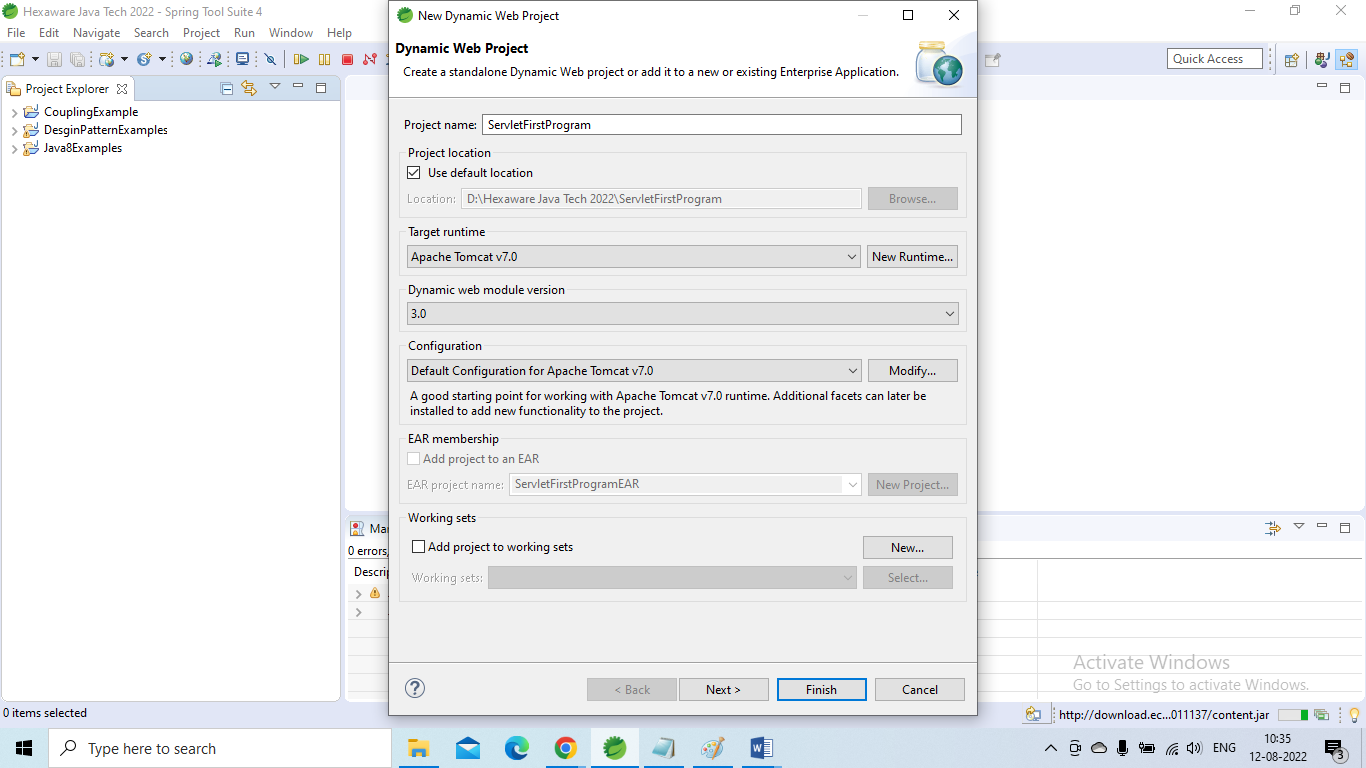 Hexaware Java Tech 2022 - Spring Tool Suite 4
File Edit Navigate Search Project Run Window Help
Quick Access
Project Explorer
CouplingExample
DesginPatternExamples
Java8Examples
New Dynamic Web Project
Dynamic Web Project
Create a standalone Dynamic Web project or add it to a new or existing Enterprise Application.
Project name: ServletFirstProgram
Project location
Use default location
Location: D:\Hexaware Java Tech 2022\ServletFirstProgram Browse...
Target runtime
Apache Tomcat v7.0 New Runtime...
Dynamic web module version
3.0
Configuration
Default Configuration for Apache Tomcat v7.0 Modify...
A good starting point for working with Apache Tomcat v7.0 runtime. Additional facets can later be
installed to add new functionality to the project.
EAR membership
Add project to an EAR
EAR project name: ServletFirstProgramEAR New Project...
Working sets
Add project to working sets New...
Working sets: Select...
< Back Next > Finish Cancel
Mar
0 errors,
Descrip
Activate Windows
Go to Settings to activate Windows.
0 items selected
http://download.ec...011137/content.jar
Type here to search
ENG
10:35
12-08-2022
3